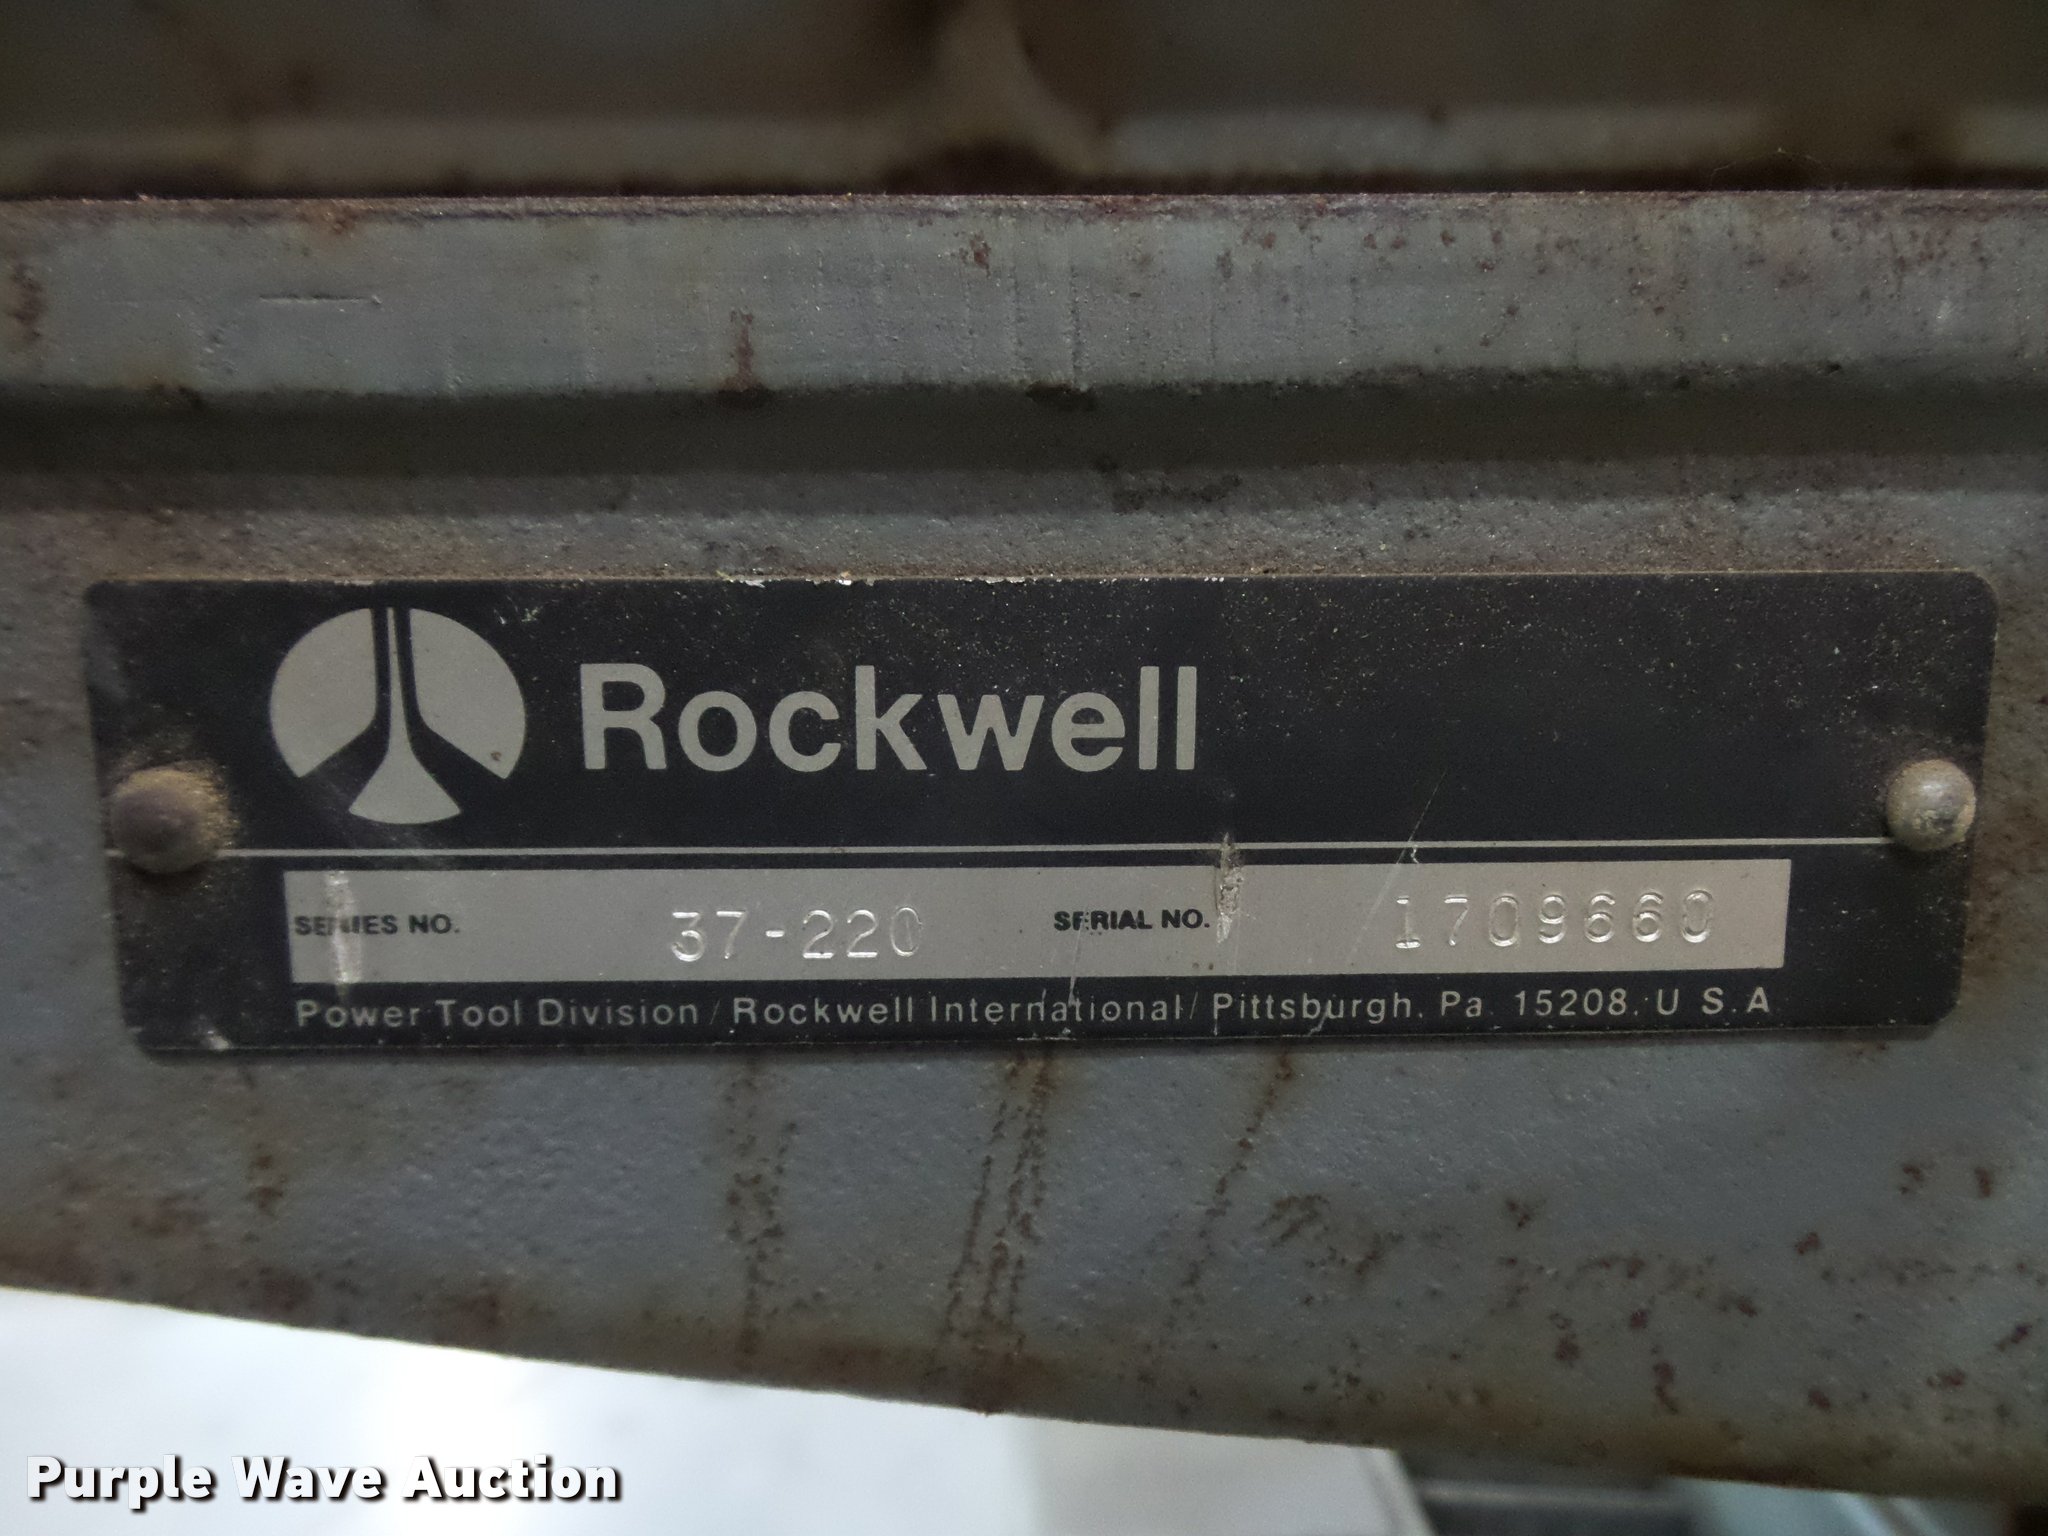 Rockwell
SERIES NO. 37-220 SERIAL NO. 1709660
Power Tool Division / Rockwell International / Pittsburgh, Pa. 15208, U.S.A
Purple Wave Auction